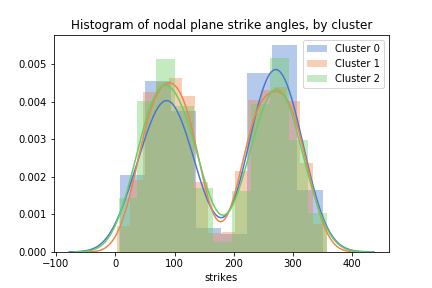 Histogram of nodal plane strike angles, by cluster
Cluster 0
Cluster 1
Cluster 2
0.005
0.004
0.003
0.002
0.001
0.000
−100 0 100 200 300 400
strikes